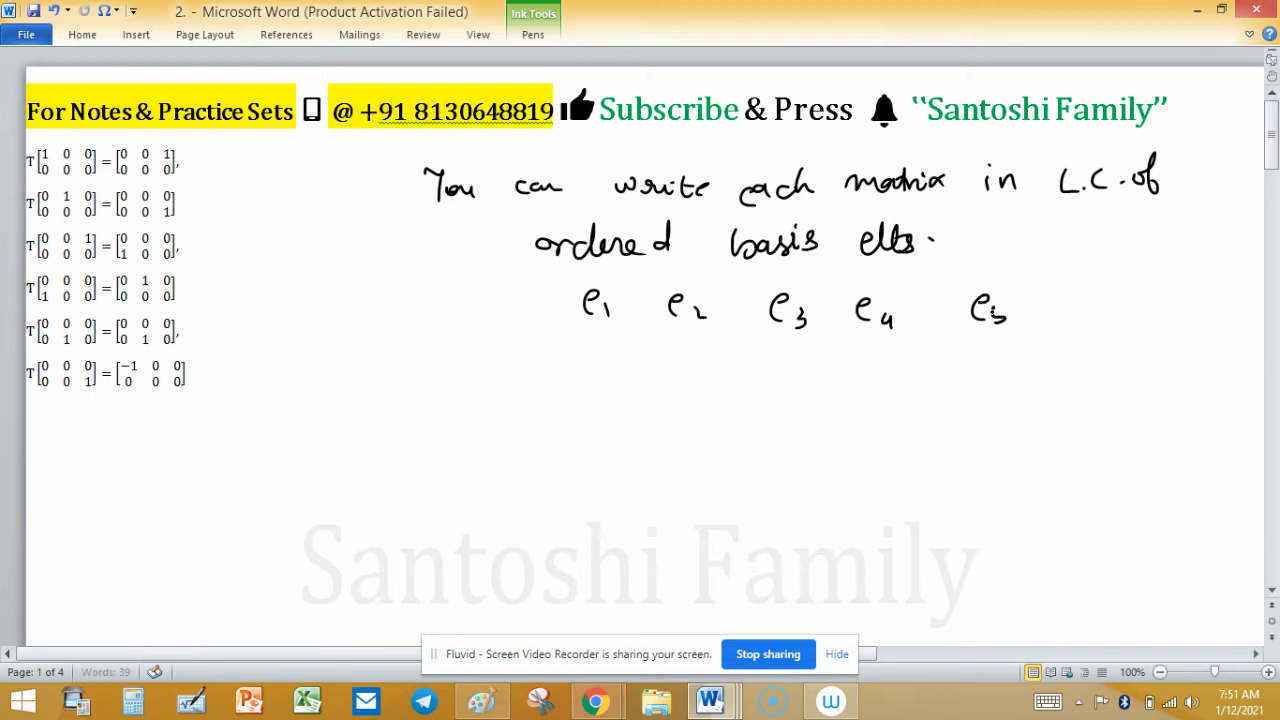 2. - Microsoft Word (Product Activation Failed)
Ink Tools
File Home Insert Page Layout References Mailings Review View Pens
For Notes & Practice Sets @ +91 8130648819 Subscribe & Press "Santoshi Family"
T[1 0 0; 0 0 0] = [0 0 1; 0 0 0],
T[0 1 0; 0 0 0] = [0 0 0; 0 0 1]
T[0 0 1; 0 0 0] = [0 0 0; 1 0 0],
T[0 0 0; 1 0 0] = [0 1 0; 0 0 0]
T[0 0 0; 0 1 0] = [0 0 0; 0 1 0],
T[0 0 0; 0 0 1] = [−1 0 0; 0 0 0]
You can write each matrix in L.C. of
ordered basis elts.
e1 e2 e3 e4 e5
Santoshi Family
Fluvid - Screen Video Recorder is sharing your screen. Stop sharing Hide
Page: 1 of 4 Words: 39 100%
7:51 AM
1/12/2021